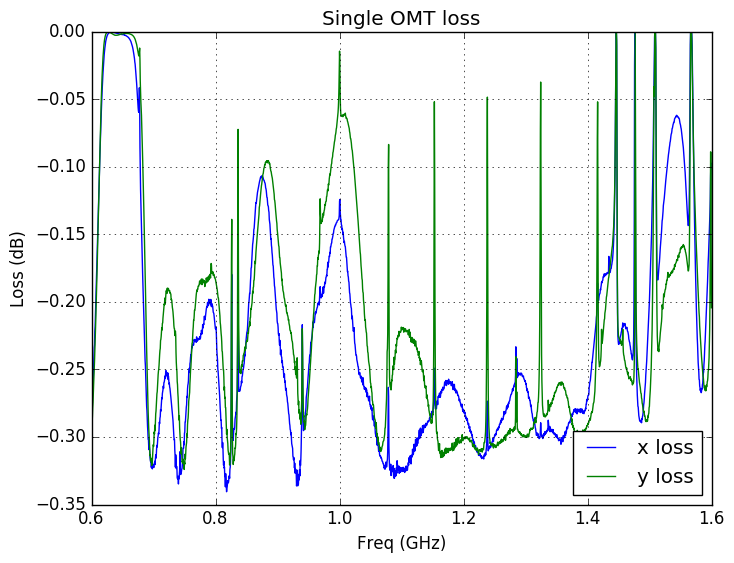 Single OMT loss
0.00
−0.05
−0.10
−0.15
−0.20
−0.25
−0.30
−0.35
Loss (dB)
x loss
y loss
0.6 0.8 1.0 1.2 1.4 1.6
Freq (GHz)